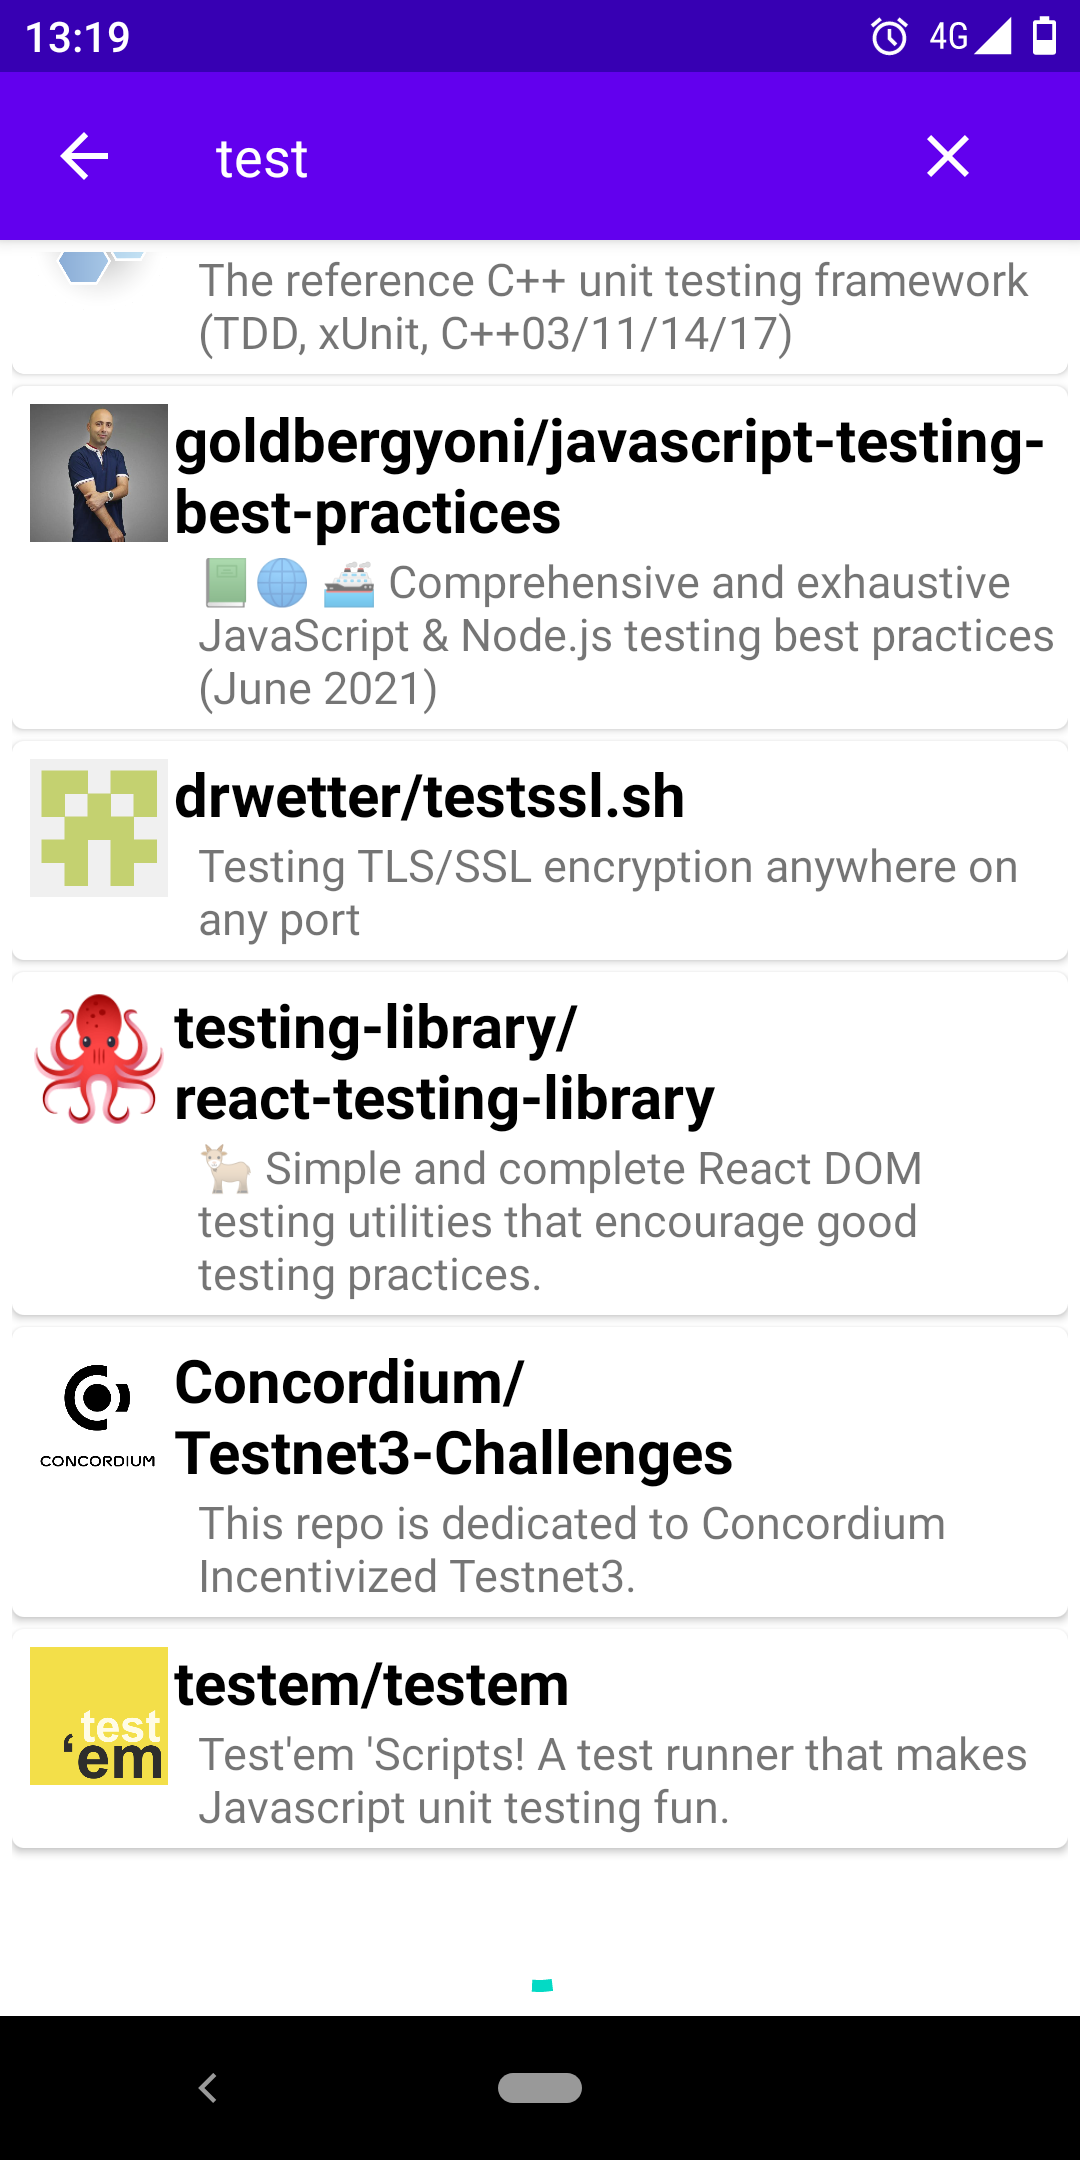 13:19
4G
test
The reference C++ unit testing framework
(TDD, xUnit, C++03/11/14/17)
goldbergyoni/javascript-testing-
best-practices
📗🌐 🛳 Comprehensive and exhaustive
JavaScript & Node.js testing best practices
(June 2021)
drwetter/testssl.sh
Testing TLS/SSL encryption anywhere on
any port
testing-library/
react-testing-library
🐐 Simple and complete React DOM
testing utilities that encourage good
testing practices.
CONCORDIUM
Concordium/
Testnet3-Challenges
This repo is dedicated to Concordium
Incentivized Testnet3.
test
‘em
testem/testem
Test'em 'Scripts! A test runner that makes
Javascript unit testing fun.